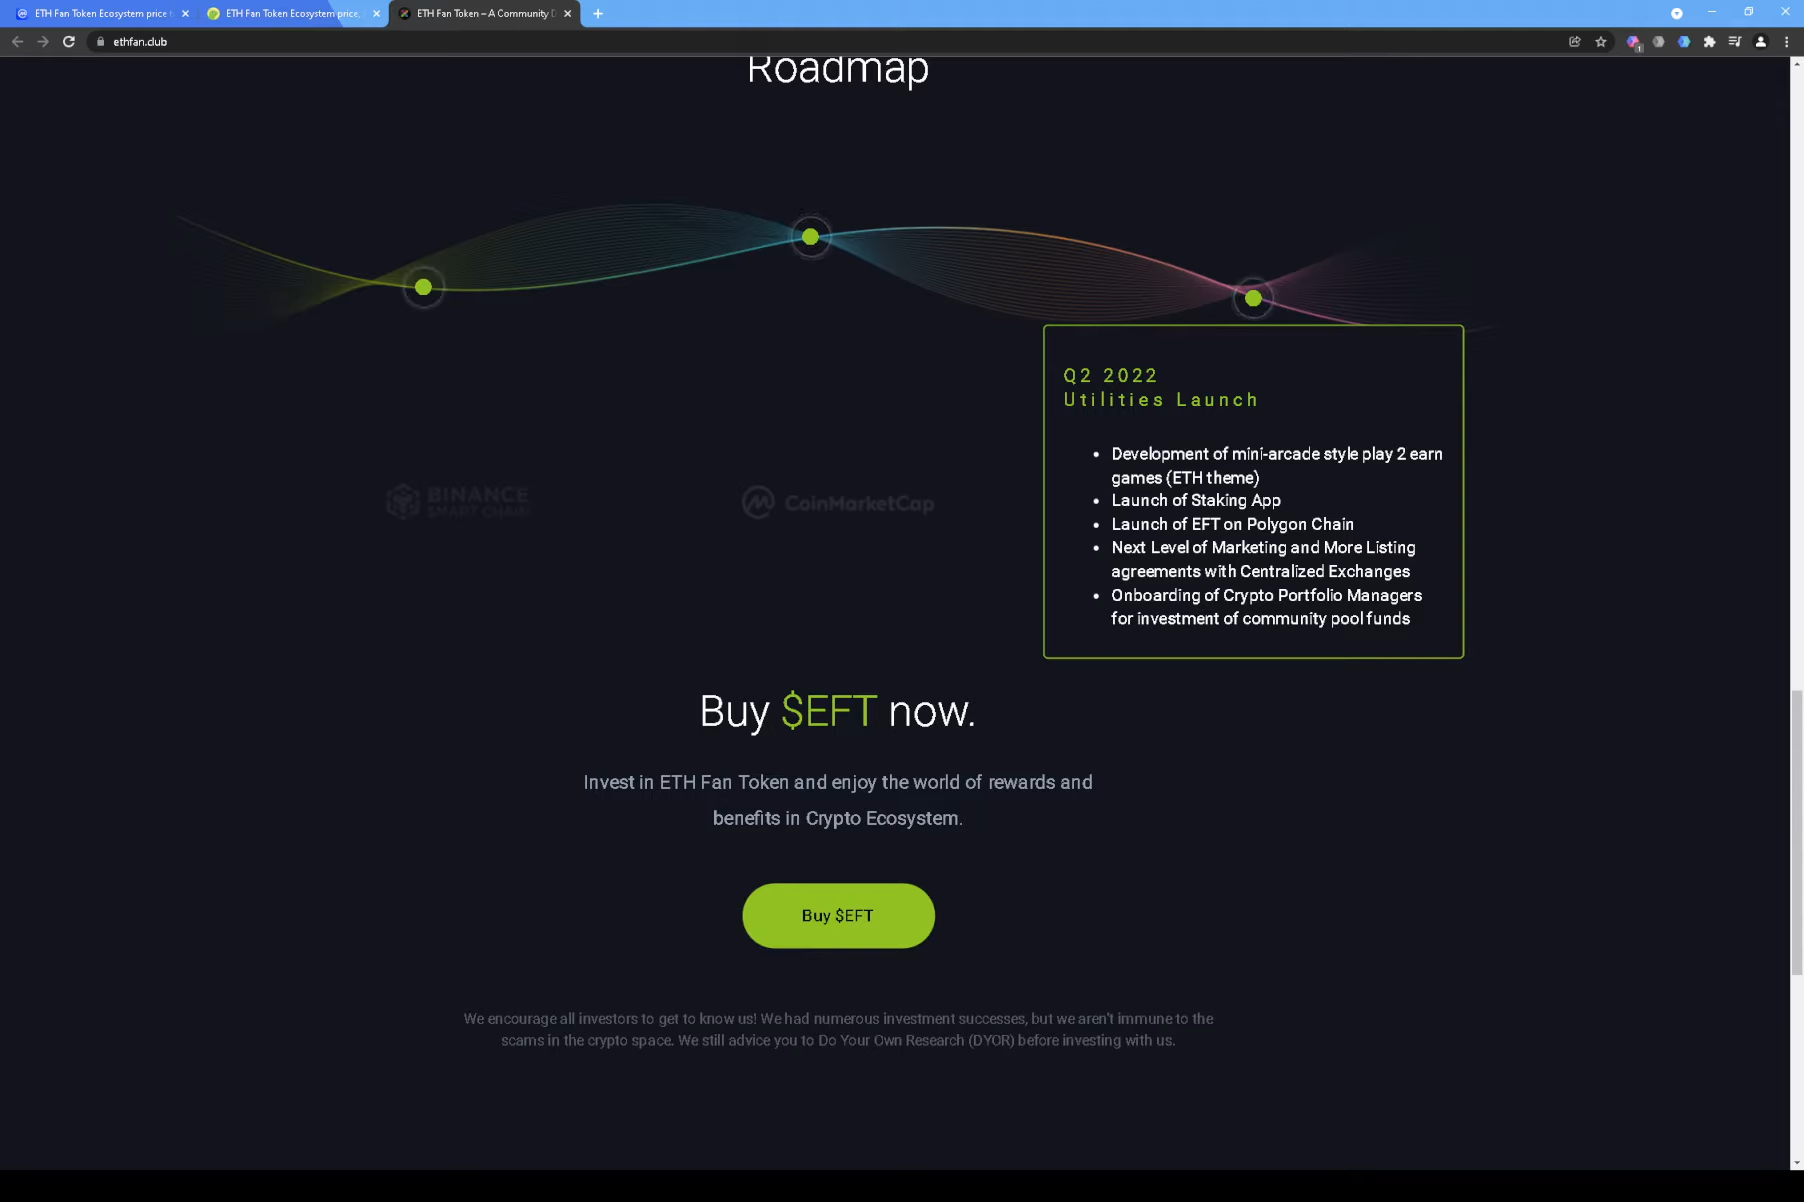 ETH Fan Token Ecosystem price t
ETH Fan Token Ecosystem price,
ETH Fan Token – A Community D
ethfan.club
1
Roadmap
Q2 2022
Utilities Launch
Development of mini-arcade style play 2 earn
games (ETH theme)
Launch of Staking App
Launch of EFT on Polygon Chain
Next Level of Marketing and More Listing
agreements with Centralized Exchanges
Onboarding of Crypto Portfolio Managers
for investment of community pool funds
BINANCE
SMART CHAIN
CoinMarketCap
Buy $EFT now.
Invest in ETH Fan Token and enjoy the world of rewards and
benefits in Crypto Ecosystem.
Buy $EFT
We encourage all investors to get to know us! We had numerous investment successes, but we aren't immune to the
scams in the crypto space. We still advice you to Do Your Own Research (DYOR) before investing with us.